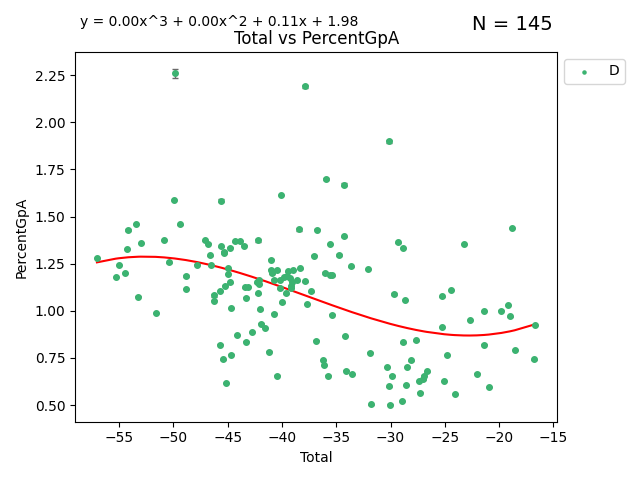 y = 0.00x^3 + 0.00x^2 + 0.11x + 1.98
N = 145
Total vs PercentGpA
D
PercentGpA
2.25
2.00
1.75
1.50
1.25
1.00
0.75
0.50
−55 −50 −45 −40 −35 −30 −25 −20 −15
Total